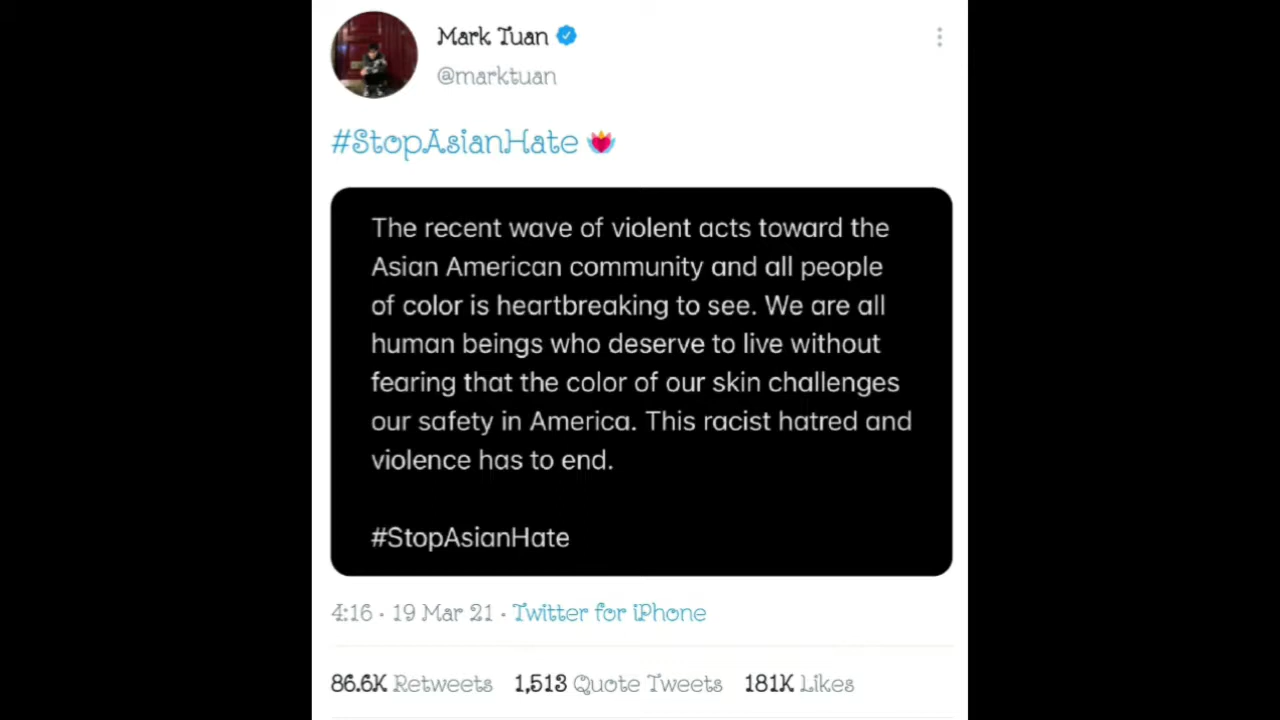 Mark Tuan
@marktuan
#StopAsianHate
The recent wave of violent acts toward the
Asian American community and all people
of color is heartbreaking to see. We are all
human beings who deserve to live without
fearing that the color of our skin challenges
our safety in America. This racist hatred and
violence has to end.
#StopAsianHate
4:16 · 19 Mar 21 · Twitter for iPhone
86.6K Retweets 1,513 Quote Tweets 181K Likes